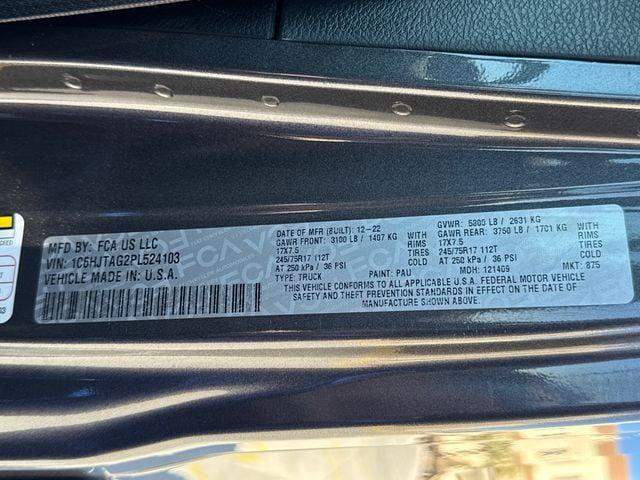 MFD BY: FCA US LLC
VIN: 1C6HJTAG2PL524103
VEHICLE MADE IN U.S.A.
DATE OF MFR (BUILT): 12-22
GAWR FRONT: 3100 LB / 1407 KG
17X7.5 RIMS
245/75R17 112T TIRES
AT 250 kPa / 36 PSI COLD
TYPE: TRUCK
PAINT: PAU
GVWR: 5800 LB / 2631 KG
GAWR REAR: 3750 LB / 1701 KG
17X7.5 RIMS
245/75R17 112T TIRES
AT 250 kPa / 36 PSI COLD
MDH: 121409
MKT: 875
THIS VEHICLE CONFORMS TO ALL APPLICABLE U.S.A. FEDERAL MOTOR VEHICLE
SAFETY AND THEFT PREVENTION STANDARDS IN EFFECT ON THE DATE OF
MANUFACTURE SHOWN ABOVE.